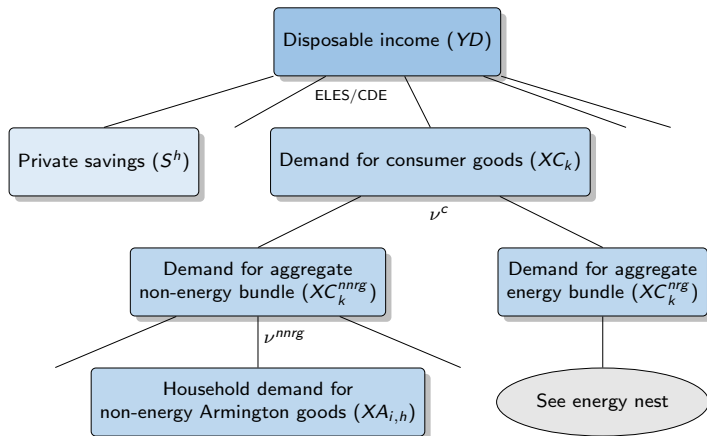 Disposable income (YD)
ELES/CDE
Private savings (S^h)
Demand for consumer goods (XC_k)
ν^c
Demand for aggregate
non-energy bundle (XC_k^{nnrg})
Demand for aggregate
energy bundle (XC_k^{nrg})
ν^{nnrg}
Household demand for
non-energy Armington goods (XA_{i,h})
See energy nest